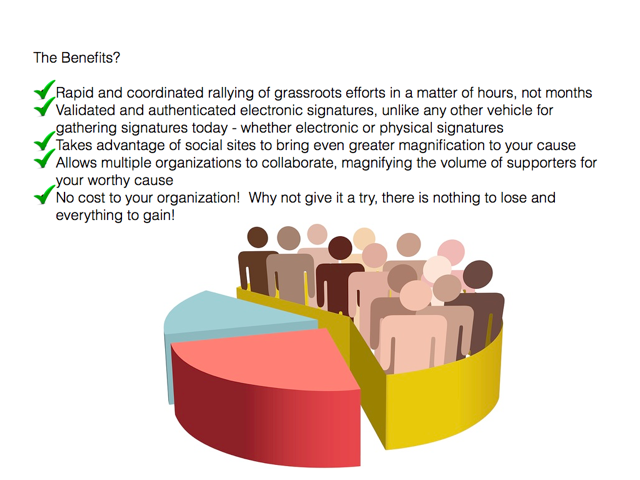 The Benefits?
Rapid and coordinated rallying of grassroots efforts in a matter of hours, not months
Validated and authenticated electronic signatures, unlike any other vehicle for
gathering signatures today - whether electronic or physical signatures
Takes advantage of social sites to bring even greater magnification to your cause
Allows multiple organizations to collaborate, magnifying the volume of supporters for
your worthy cause
No cost to your organization!  Why not give it a try, there is nothing to lose and
everything to gain!